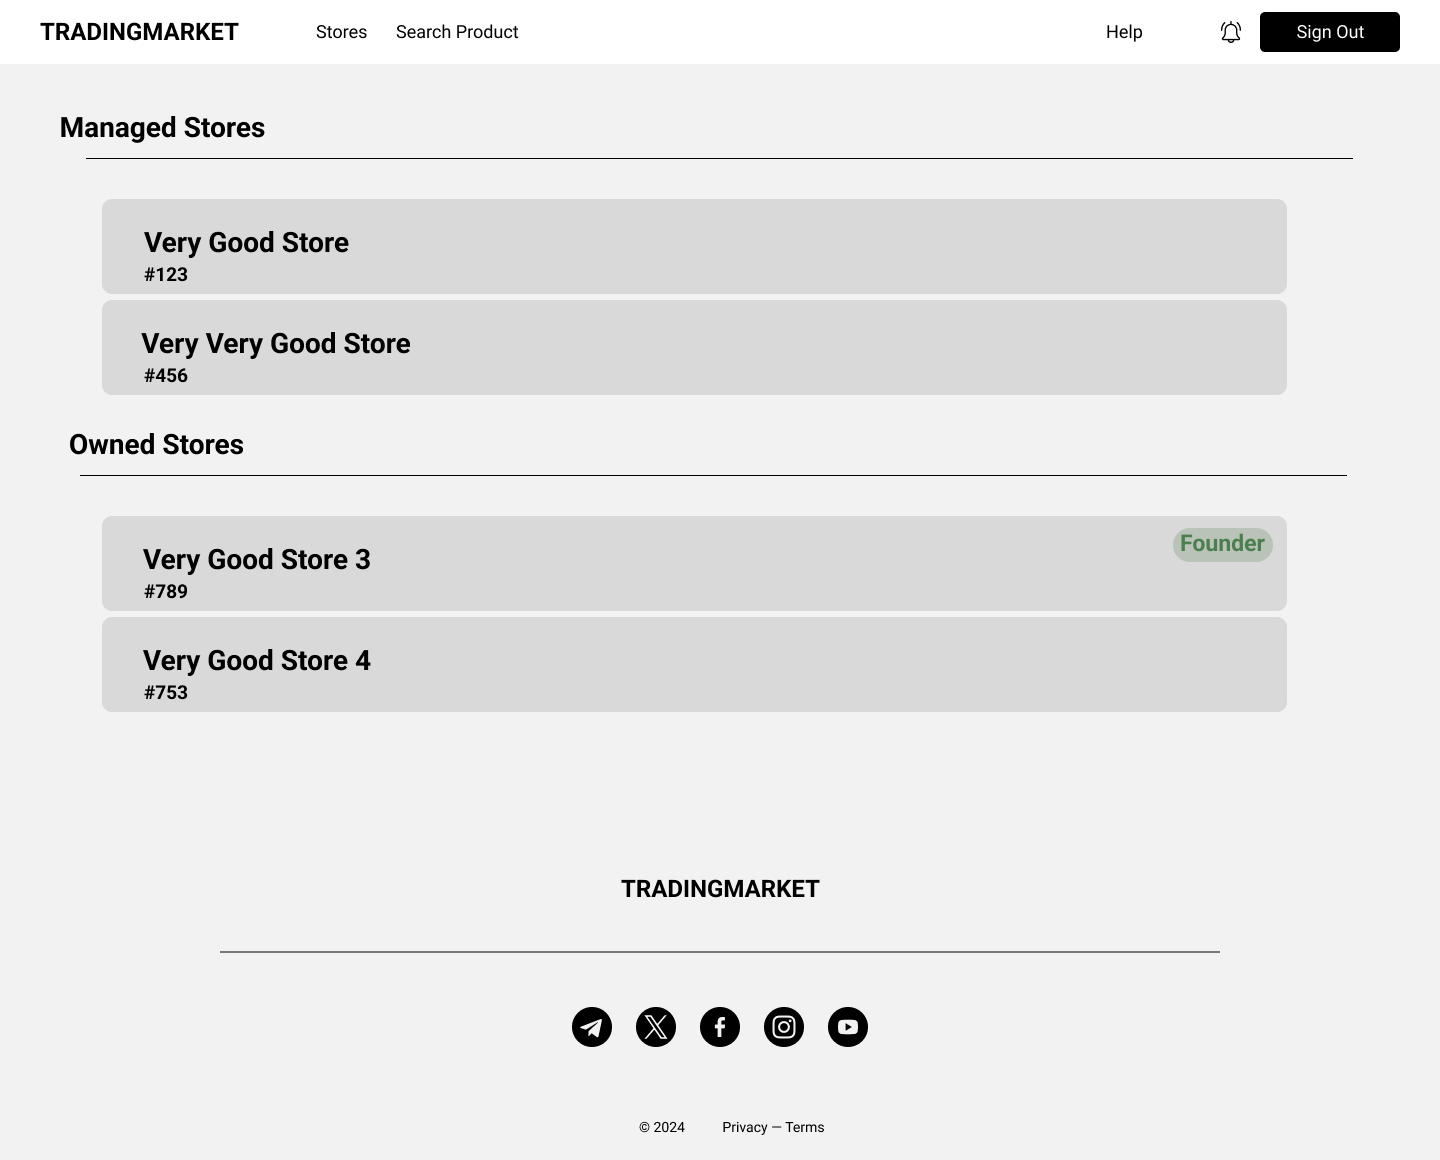 TRADINGMARKET Stores Search Product Help Sign Out
Managed Stores
Very Good Store
#123
Very Very Good Store
#456
Owned Stores
Very Good Store 3 Founder
#789
Very Good Store 4
#753
TRADINGMARKET
© 2024 Privacy — Terms